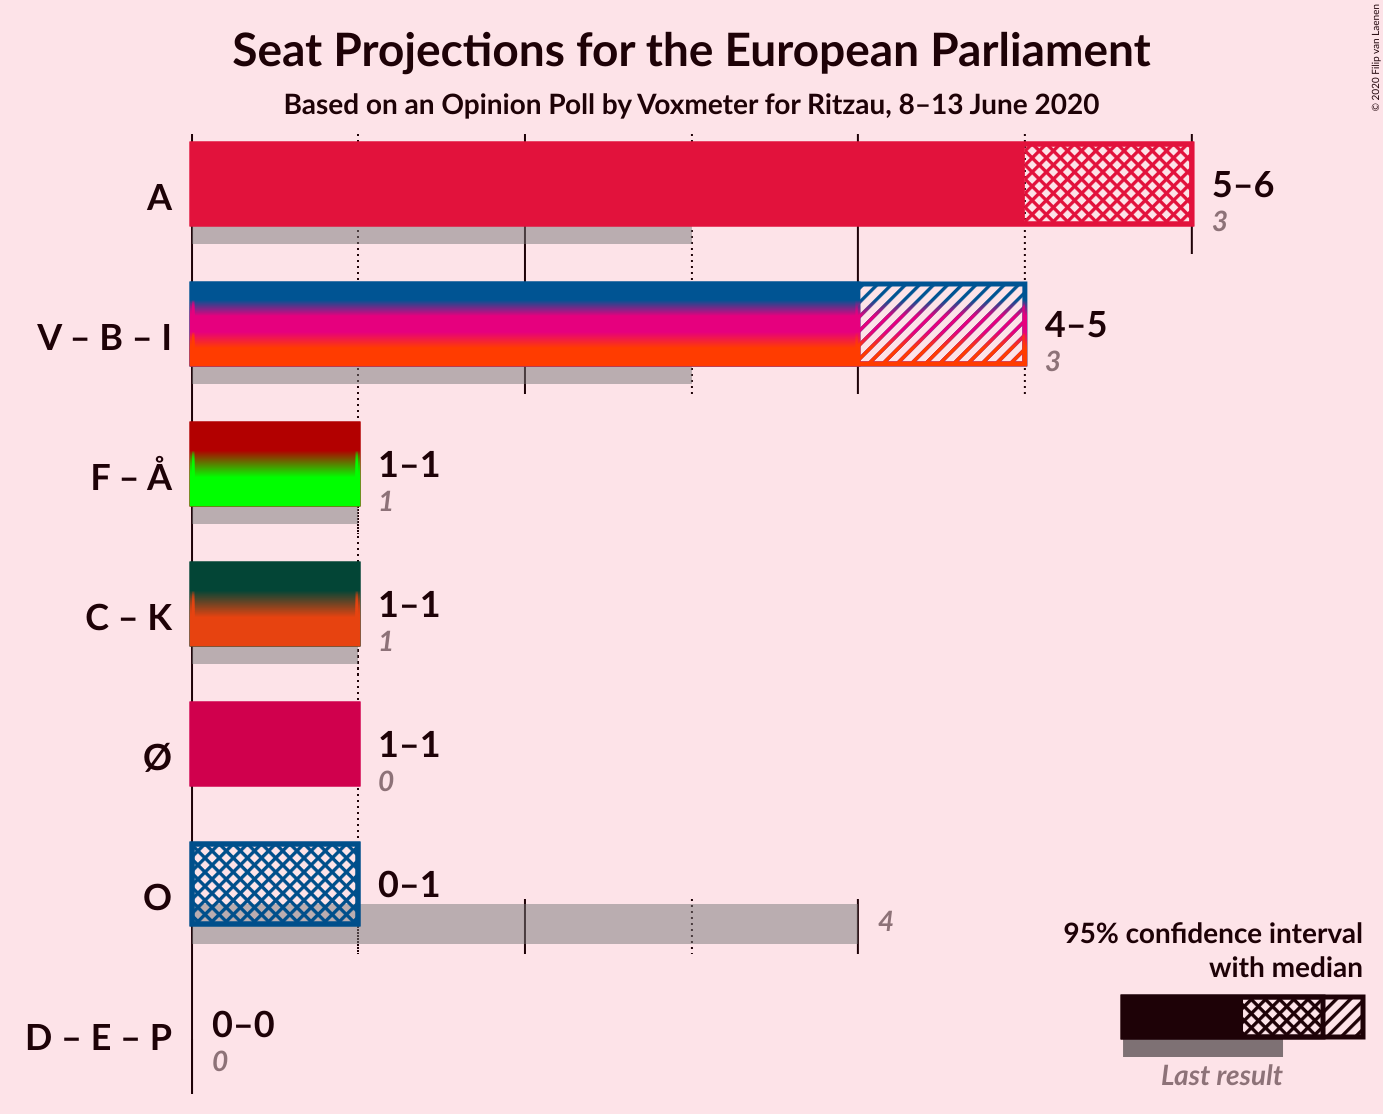 Seat Projections for the European Parliament
Based on an Opinion Poll by Voxmeter for Ritzau, 8–13 June 2020
© 2020 Filip van Laenen
A
5–6
3
V – B – I
4–5
3
F – Å
1–1
1
C – K
1–1
1
Ø
1–1
0
O
0–1
4
D – E – P
0–0
0
95% confidence interval
with median
Last result